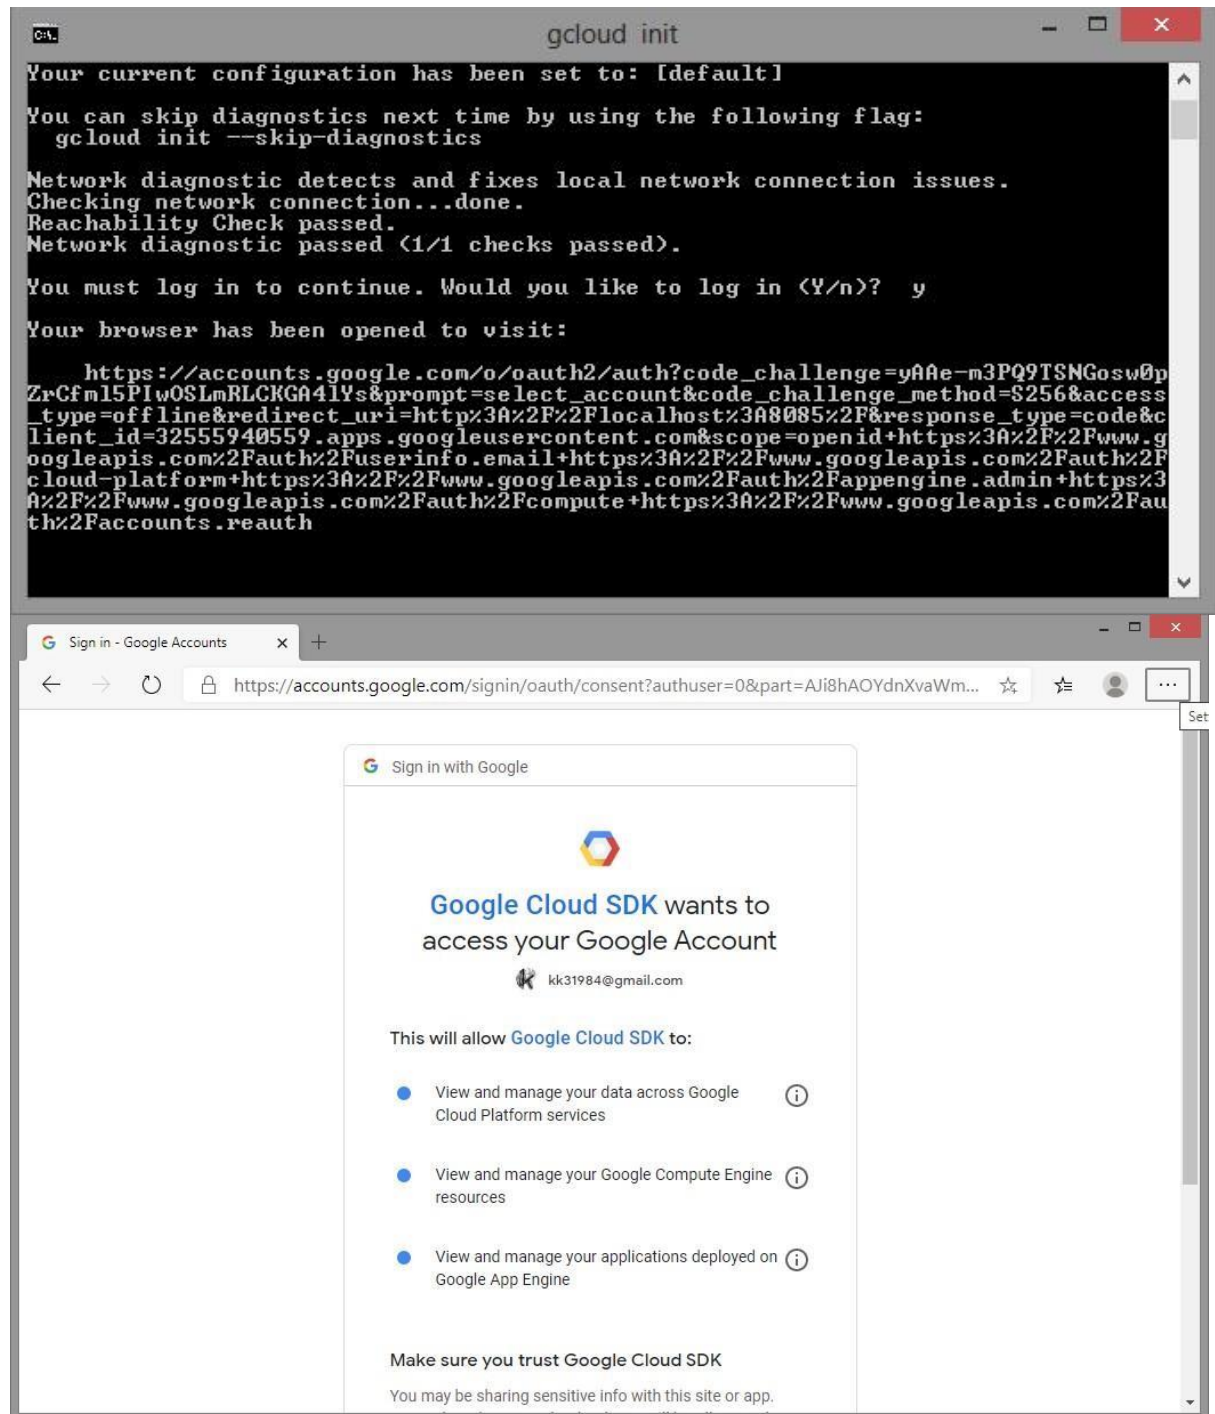 gcloud init
Your current configuration has been set to: [default]
You can skip diagnostics next time by using the following flag:
gcloud init --skip-diagnostics
Network diagnostic detects and fixes local network connection issues.
Checking network connection...done.
Reachability Check passed.
Network diagnostic passed (1/1 checks passed).
You must log in to continue. Would you like to log in (Y/n)? y
Your browser has been opened to visit:
https://accounts.google.com/o/oauth2/auth?code_challenge=yAAe-m3PQ9TSNGosw0p
ZrCfml5PIwOSLmRLCKGA4lYs&prompt=select_account&code_challenge_method=S256&access
_type=offline&redirect_uri=http%3A%2F%2Flocalhost%3A8085%2F&response_type=code&c
lient_id=32555940559.apps.googleusercontent.com&scope=openid+https%3A%2F%2Fwww.g
oogleapis.com%2Fauth%2Fuserinfo.email+https%3A%2F%2Fwww.googleapis.com%2Fauth%2F
cloud-platform+https%3A%2F%2Fwww.googleapis.com%2Fauth%2Fappengine.admin+https%3
A%2F%2Fwww.googleapis.com%2Fauth%2Fcompute+https%3A%2F%2Fwww.googleapis.com%2Fau
th%2Faccounts.reauth
Sign in - Google Accounts
https://accounts.google.com/signin/oauth/consent?authuser=0&part=AJi8hAOYdnXvaWm...
Set
Sign in with Google
Google Cloud SDK wants to
access your Google Account
kk31984@gmail.com
This will allow Google Cloud SDK to:
View and manage your data across Google
Cloud Platform services
View and manage your Google Compute Engine
resources
View and manage your applications deployed on
Google App Engine
Make sure you trust Google Cloud SDK
You may be sharing sensitive info with this site or app.